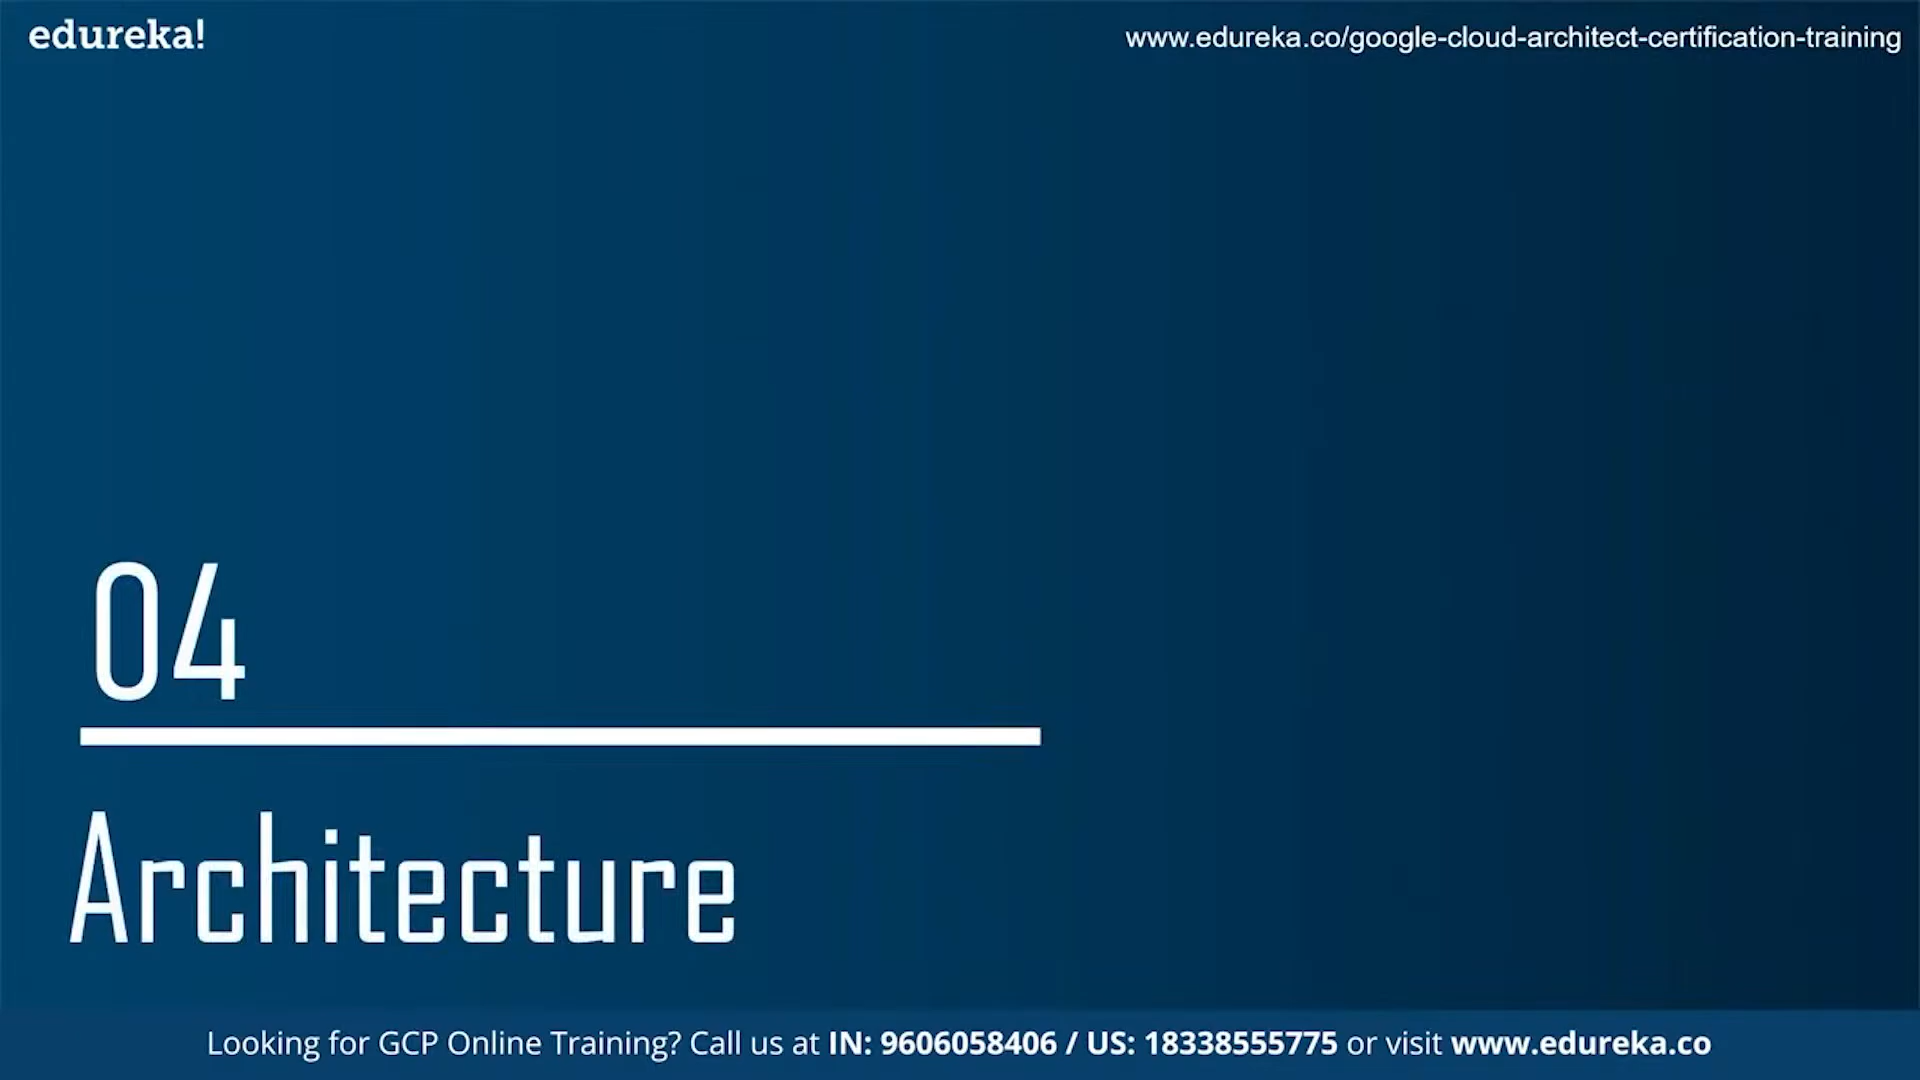 edureka!
www.edureka.co/google-cloud-architect-certification-training
04
Architecture
Looking for GCP Online Training? Call us at IN: 9606058406 / US: 18338555775 or visit www.edureka.co